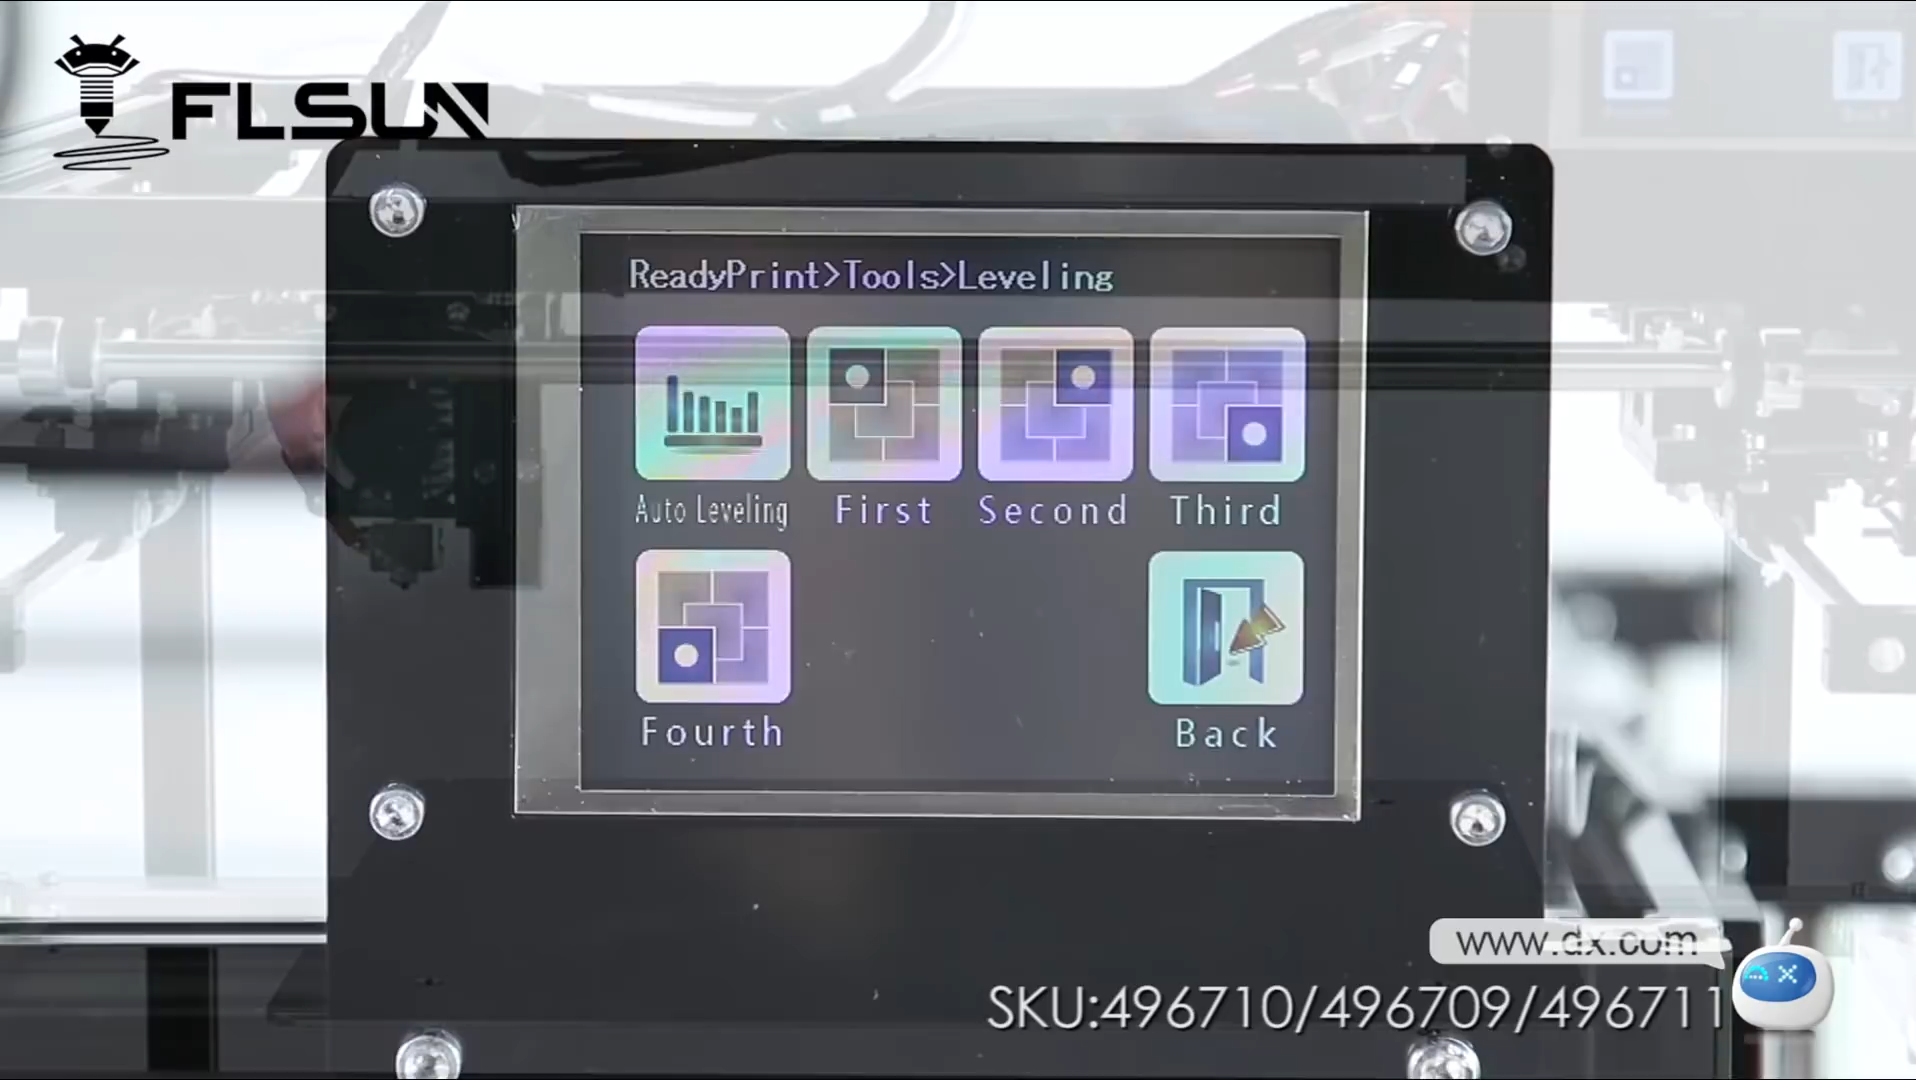 FLSUN
ReadyPrint>Tools>Leveling
Auto Leveling
First
Second
Third
Fourth
Back
www.dx.com
SKU:496710/496709/496711